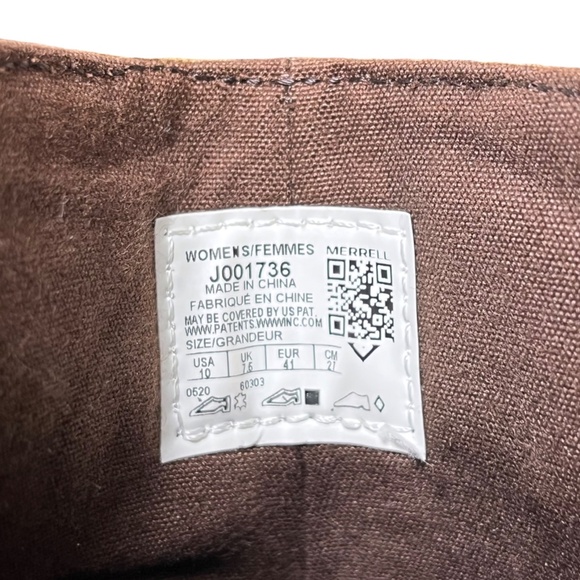 WOMENS/FEMMES MERRELL
J001736
MADE IN CHINA
FABRIQUÉ EN CHINE
MAY BE COVERED BY US PAT.
WWW.PATENTS.WWWINC.COM
SIZE/GRANDEUR
USA UK EUR CM
10 7.5 41 27
0520 60303